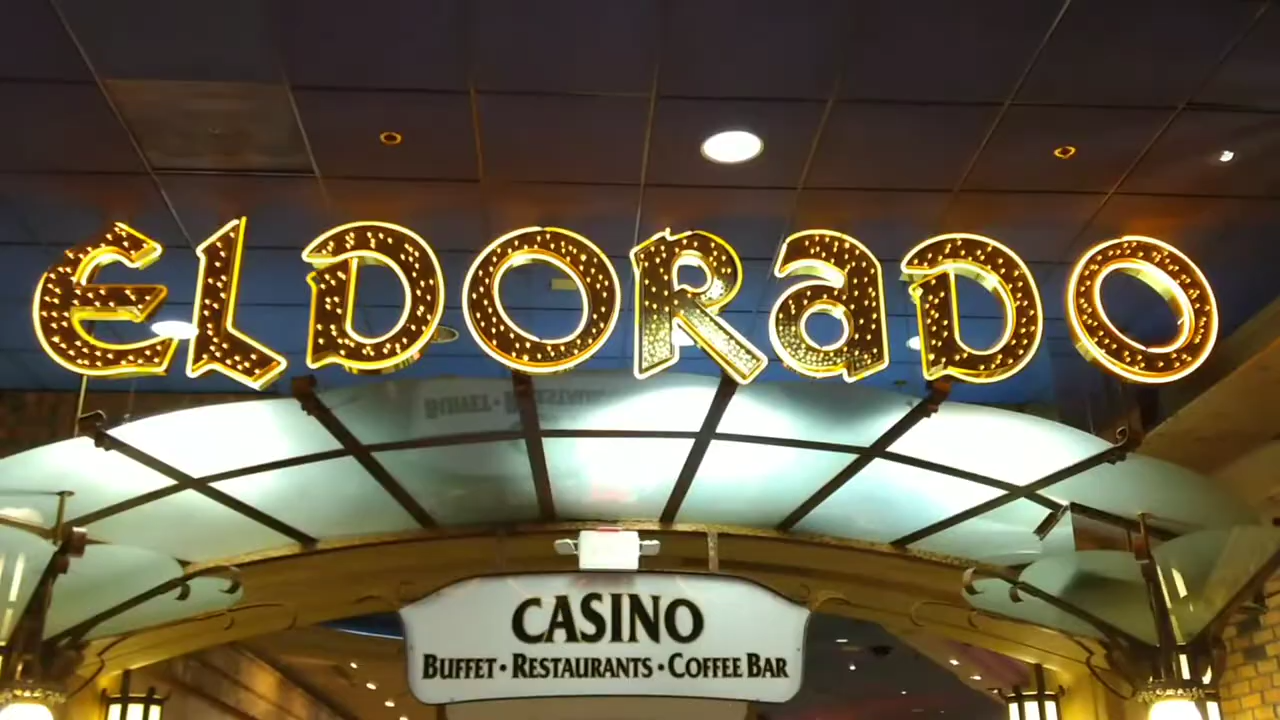 ELDORADO
CASINO
BUFFET • RESTAURANTS • COFFEE BAR